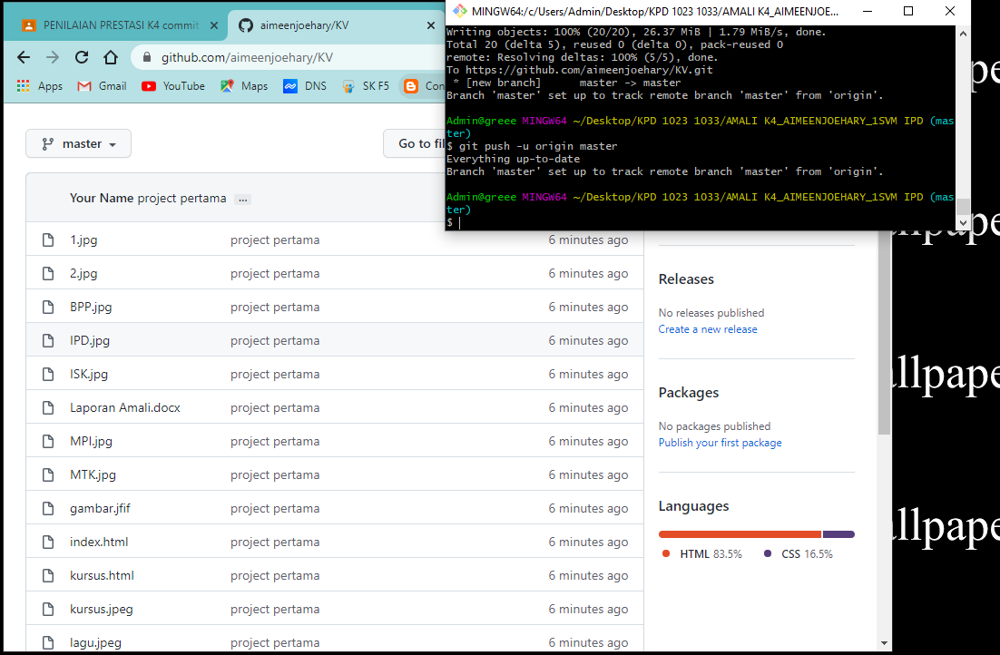 PENILAIAN PRESTASI K4 commit
aimeenjoehary/KV
github.com/aimeenjoehary/KV
Apps
Gmail
YouTube
Maps
DNS
SK F5
Con
MINGW64:/c/Users/Admin/Desktop/KPD 1023 1033/AMALI K4_AIMEENJOE...
Writing objects: 100% (20/20), 26.37 MiB | 1.79 MiB/s, done.
Total 20 (delta 5), reused 0 (delta 0), pack-reused 0
remote: Resolving deltas: 100% (5/5), done.
To https://github.com/aimeenjoehary/KV.git
* [new branch]      master -> master
Branch 'master' set up to track remote branch 'master' from 'origin'.
Admin@greee MINGW64 ~/Desktop/KPD 1023 1033/AMALI K4_AIMEENJOEHARY_1SVM IPD (mas
ter)
$ git push -u origin master
Everything up-to-date
Branch 'master' set up to track remote branch 'master' from 'origin'.
Admin@greee MINGW64 ~/Desktop/KPD 1023 1033/AMALI K4_AIMEENJOEHARY_1SVM IPD (mas
ter)
$
master
Go to fil
Your Name project pertama ...
1.jpg project pertama 6 minutes ago
2.jpg project pertama 6 minutes ago
BPP.jpg project pertama 6 minutes ago
IPD.jpg project pertama 6 minutes ago
ISK.jpg project pertama 6 minutes ago
Laporan Amali.docx project pertama 6 minutes ago
MPI.jpg project pertama 6 minutes ago
MTK.jpg project pertama 6 minutes ago
gambar.jfif project pertama 6 minutes ago
index.html project pertama 6 minutes ago
kursus.html project pertama 6 minutes ago
kursus.jpeg project pertama 6 minutes ago
lagu.jpeg project pertama 6 minutes ago
Releases
No releases published
Create a new release
Packages
No packages published
Publish your first package
Languages
HTML 83.5%
CSS 16.5%
pe
llpape
allpape
allpape